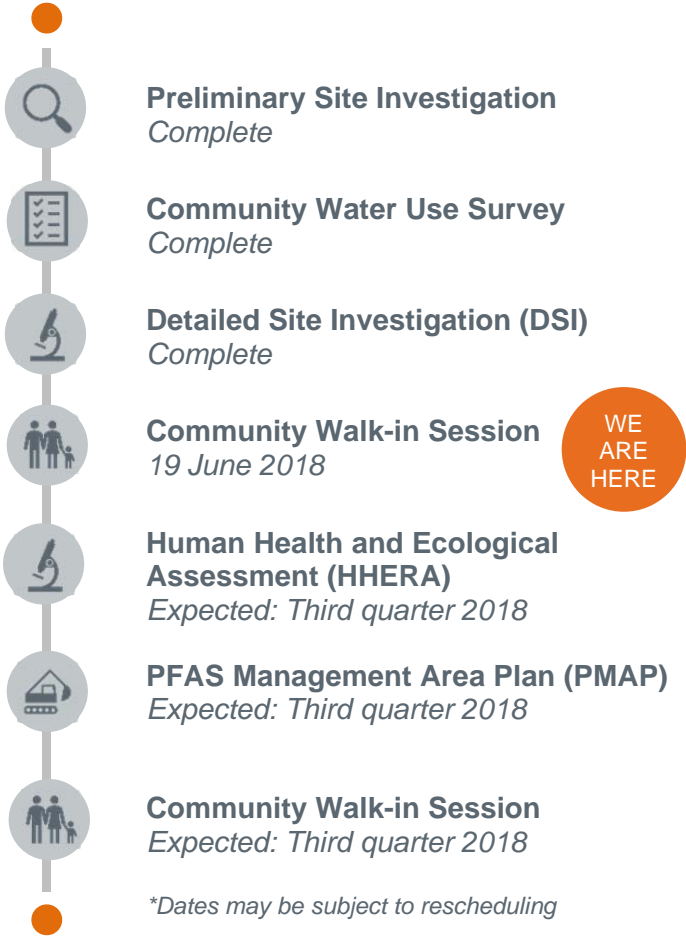 Preliminary Site Investigation
Complete
Community Water Use Survey
Complete
Detailed Site Investigation (DSI)
Complete
Community Walk-in Session
19 June 2018
WE
ARE
HERE
Human Health and Ecological
Assessment (HHERA)
Expected: Third quarter 2018
PFAS Management Area Plan (PMAP)
Expected: Third quarter 2018
Community Walk-in Session
Expected: Third quarter 2018
*Dates may be subject to rescheduling